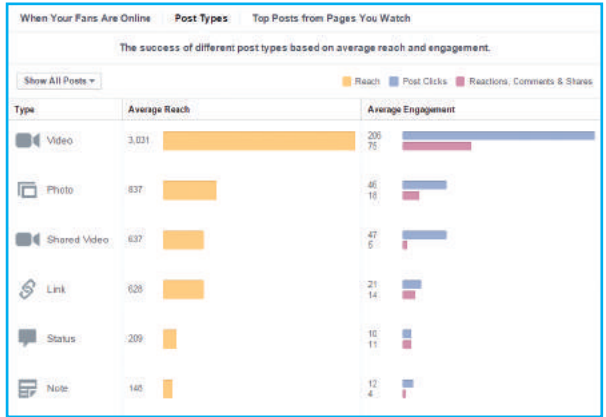 When Your Fans Are Online Post Types Top Posts from Pages You Watch
The success of different post types based on average reach and engagement.
Show All Posts Reach Post Clicks Reactions, Comments & Shares
Type Average Reach Average Engagement
Video 3,031 206
75
Photo 837 46
18
Shared Video 637 47
5
Link 628 21
14
Status 209 10
11
Note 12
4